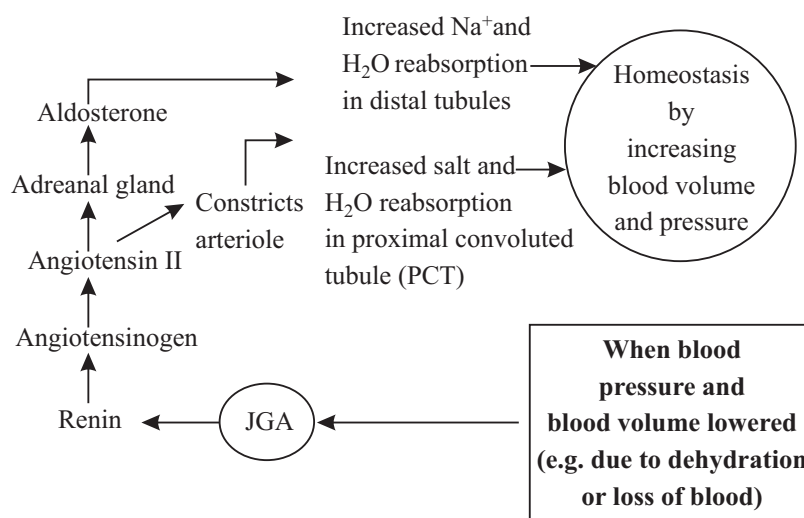 Increased Na⁺and
H₂O reabsorption
in distal tubules
Homeostasis
by
increasing
blood volume
and pressure
Aldosterone
Adreanal gland
Constricts
arteriole
Increased salt and
H₂O reabsorption
in proximal convoluted
tubule (PCT)
Angiotensin II
Angiotensinogen
Renin
JGA
When blood
pressure and
blood volume lowered
(e.g. due to dehydration
or loss of blood)